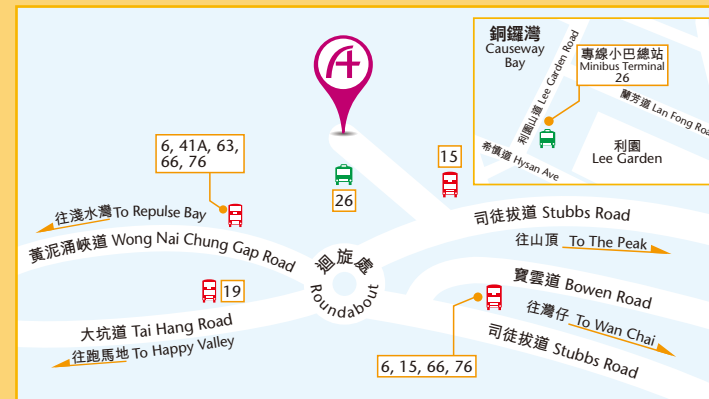 銅鑼灣
Causeway
Bay
專線小巴總站
Minibus Terminal
26
利園山道 Lee Garden Road
蘭芳道 Lan Fong Road
希慎道 Hysan Ave
利園
Lee Garden
6, 41A, 63,
66, 76
15
26
往淺水灣 To Repulse Bay
黃泥涌峽道 Wong Nai Chung Gap Road
司徒拔道 Stubbs Road
往山頂 To The Peak
迴旋處
Roundabout
19
寶雲道 Bowen Road
大坑道 Tai Hang Road
往灣仔 To Wan Chai
往跑馬地 To Happy Valley
司徒拔道 Stubbs Road
6, 15, 66, 76